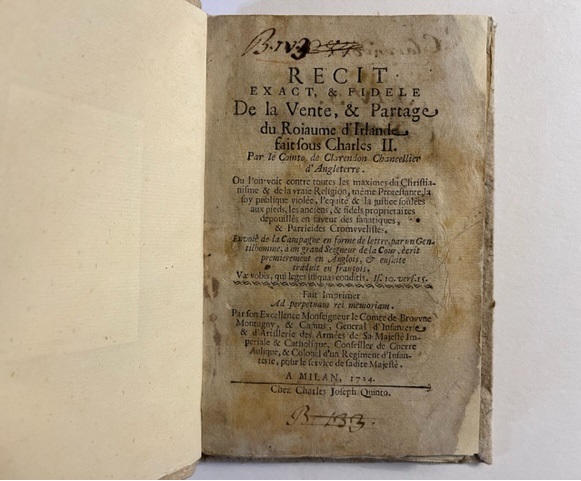 RECIT
EXACT, & FIDELE
De la Vente, & Partage
du Roiaume d'Irlande
fait sous Charles II.
Par le Comte de Clarendon Chancellier
d'Angleterre.
Ou l'on voit contre toutes les maximes du Christia-
nisme & de la vraie Religion, même Protestante, la
foy publique violée, l'equité & la justice foulées
aux pieds, les anciens, & fidels proprietaires
depouillés en faveur des fanatiques,
& Parricides Cromvvelistes.
Envoié de la Campagne en forme de lettre, par un Gen-
tilhomme, à un grand Seigneur de la Cour, écrit
premierement en Anglois, & ensuite
traduit en françois.
Væ vobis, qui leges iniquas conditis. Is. 10. vers. 15.
Fait Imprimer
Ad perpetuam rei memoriam.
Par son Excellence Monseigneur le Comte de Brovvne
Montagny, & Camus, General d'Infanterie
& d'Artillerie des Armées de Sa Majesté Im-
periale & Catholique, Conseiller de Guerre
Aulique, & Colonel d'un Regiment d'Infan-
terie, pour le service de sadite Majesté.
A MILAN, 1724.
Chez Charles Joseph Quinto.
B. 133.